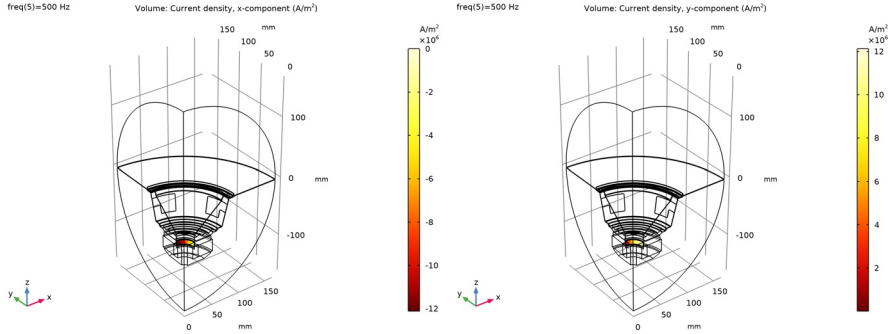 freq(5)=500 Hz
Volume: Current density, x-component (A/m²)
mm
150
100
50
0
100
0
mm
-100
150
100
50
0
mm
z
y
x
A/m²
×10⁶
0
-2
-4
-6
-8
-10
-12
freq(5)=500 Hz
Volume: Current density, y-component (A/m²)
mm
150
100
50
0
100
0
mm
-100
150
100
50
0
mm
z
y
x
A/m²
×10⁶
12
10
8
6
4
2